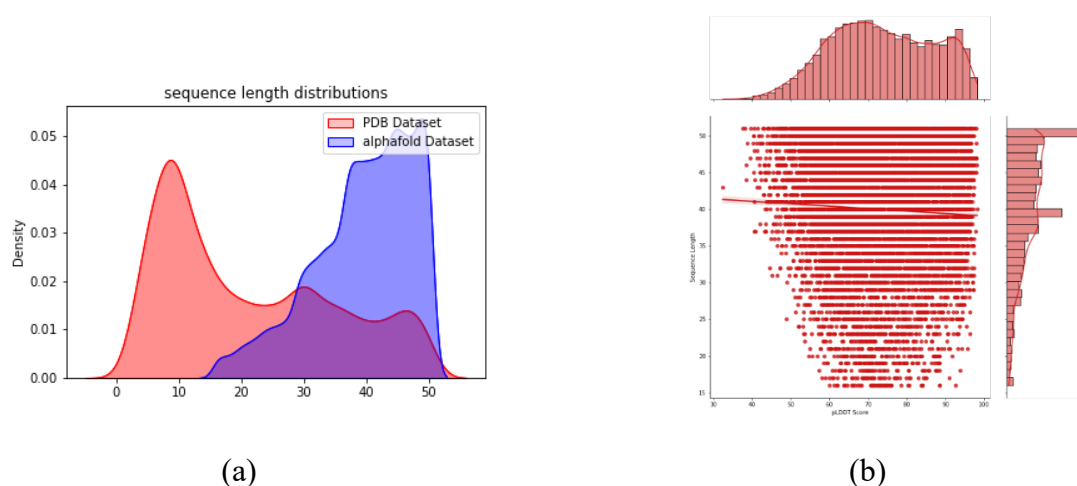 sequence length distributions
PDB Dataset
alphafold Dataset
Density
0.05
0.04
0.03
0.02
0.01
0.00
0 10 20 30 40 50
(a)
Sequence Length
50
45
40
35
30
25
20
15
30 40 50 60 70 80 90 100
pLDDT Score
(b)